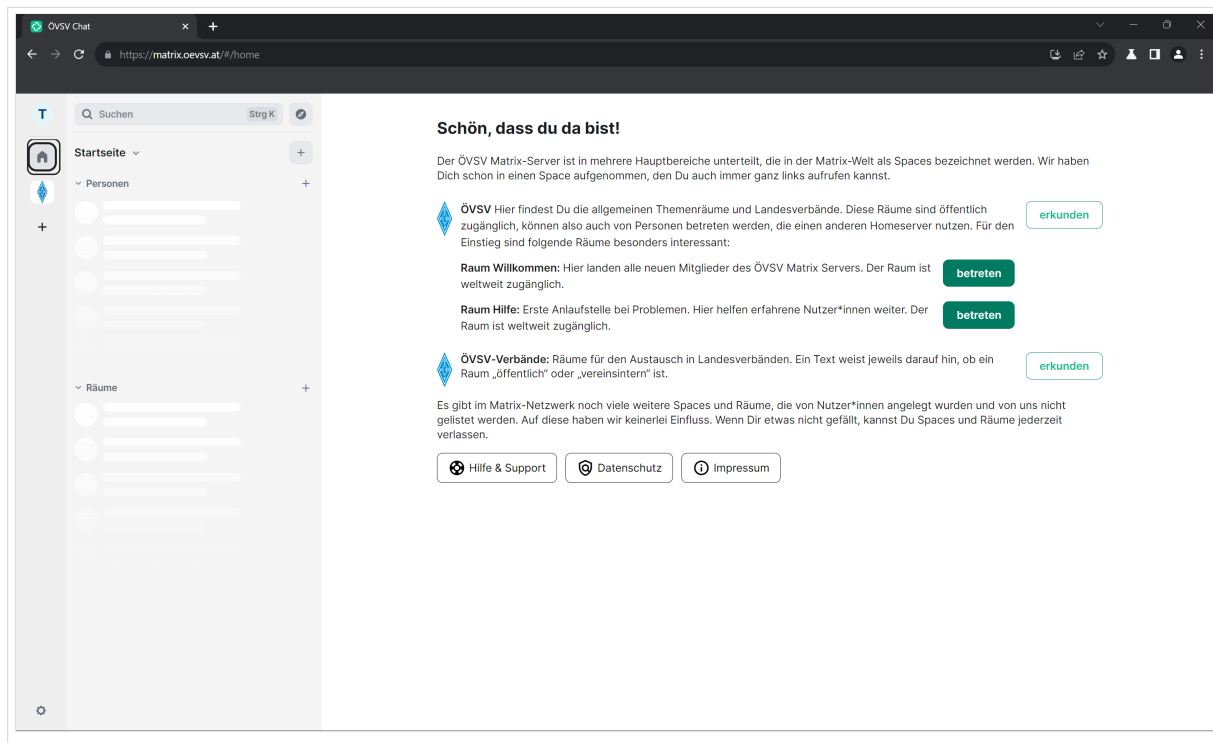 ÖVSV Chat
https://matrix.oevsv.at/#/home
T
Suchen
Strg K
Startseite
Personen
Räume
Schön, dass du da bist!
Der ÖVSV Matrix-Server ist in mehrere Hauptbereiche unterteilt, die in der Matrix-Welt als Spaces bezeichnet werden. Wir haben
Dich schon in einen Space aufgenommen, den Du auch immer ganz links aufrufen kannst.
ÖVSV Hier findest Du die allgemeinen Themenräume und Landesverbände. Diese Räume sind öffentlich
zugänglich, können also auch von Personen betreten werden, die einen anderen Homeserver nutzen. Für den
Einstieg sind folgende Räume besonders interessant:
erkunden
Raum Willkommen: Hier landen alle neuen Mitglieder des ÖVSV Matrix Servers. Der Raum ist
weltweit zugänglich.
betreten
Raum Hilfe: Erste Anlaufstelle bei Problemen. Hier helfen erfahrene Nutzer*innen weiter. Der
Raum ist weltweit zugänglich.
betreten
ÖVSV-Verbände: Räume für den Austausch in Landesverbänden. Ein Text weist jeweils darauf hin, ob ein
Raum „öffentlich" oder „vereinsintern" ist.
erkunden
Es gibt im Matrix-Netzwerk noch viele weitere Spaces und Räume, die von Nutzer*innen angelegt wurden und von uns nicht
gelistet werden. Auf diese haben wir keinerlei Einfluss. Wenn Dir etwas nicht gefällt, kannst Du Spaces und Räume jederzeit
verlassen.
Hilfe & Support
Datenschutz
Impressum